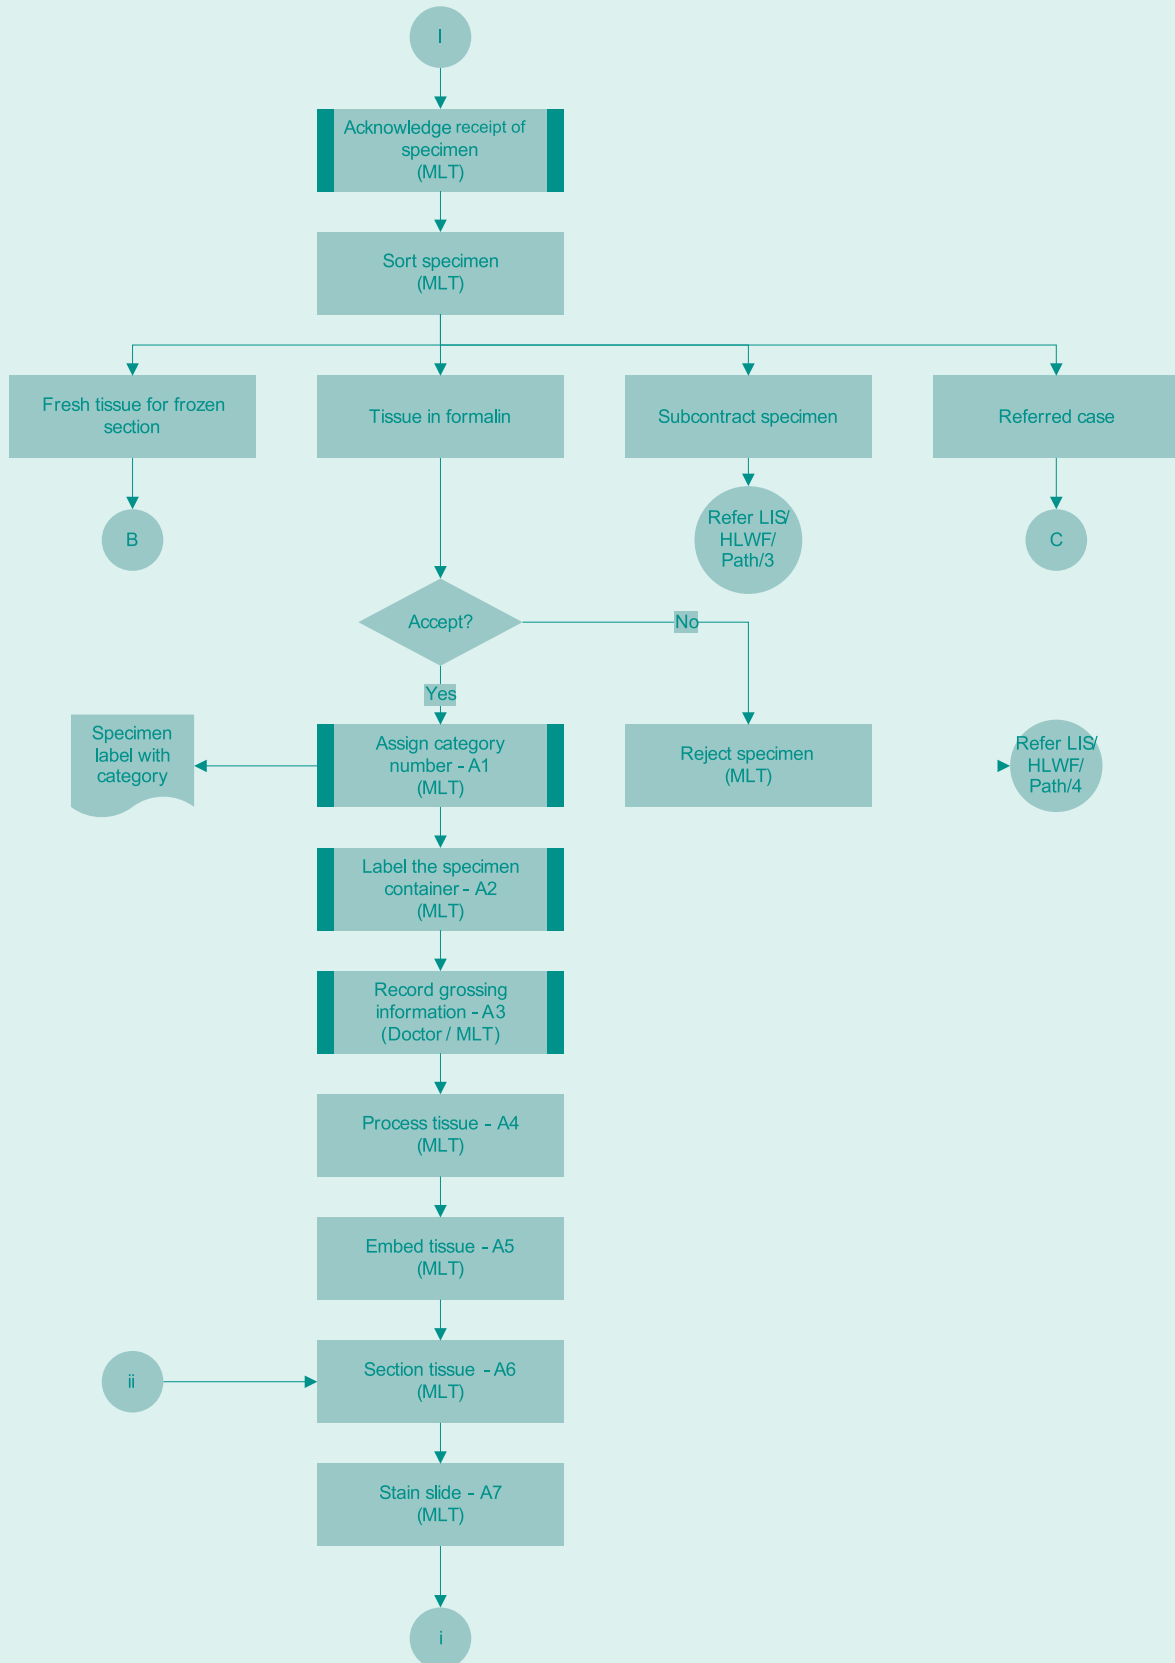 I
Acknowledge receipt of
specimen
(MLT)
Sort specimen
(MLT)
Fresh tissue for frozen
section
Tissue in formalin
Subcontract specimen
Referred case
B
Refer LIS/
HLWF/
Path/3
C
Accept?
No
Yes
Specimen
label with
category
Assign category
number - A1
(MLT)
Reject specimen
(MLT)
Refer LIS/
HLWF/
Path/4
Label the specimen
container - A2
(MLT)
Record grossing
information - A3
(Doctor / MLT)
Process tissue - A4
(MLT)
Embed tissue - A5
(MLT)
ii
Section tissue - A6
(MLT)
Stain slide - A7
(MLT)
i